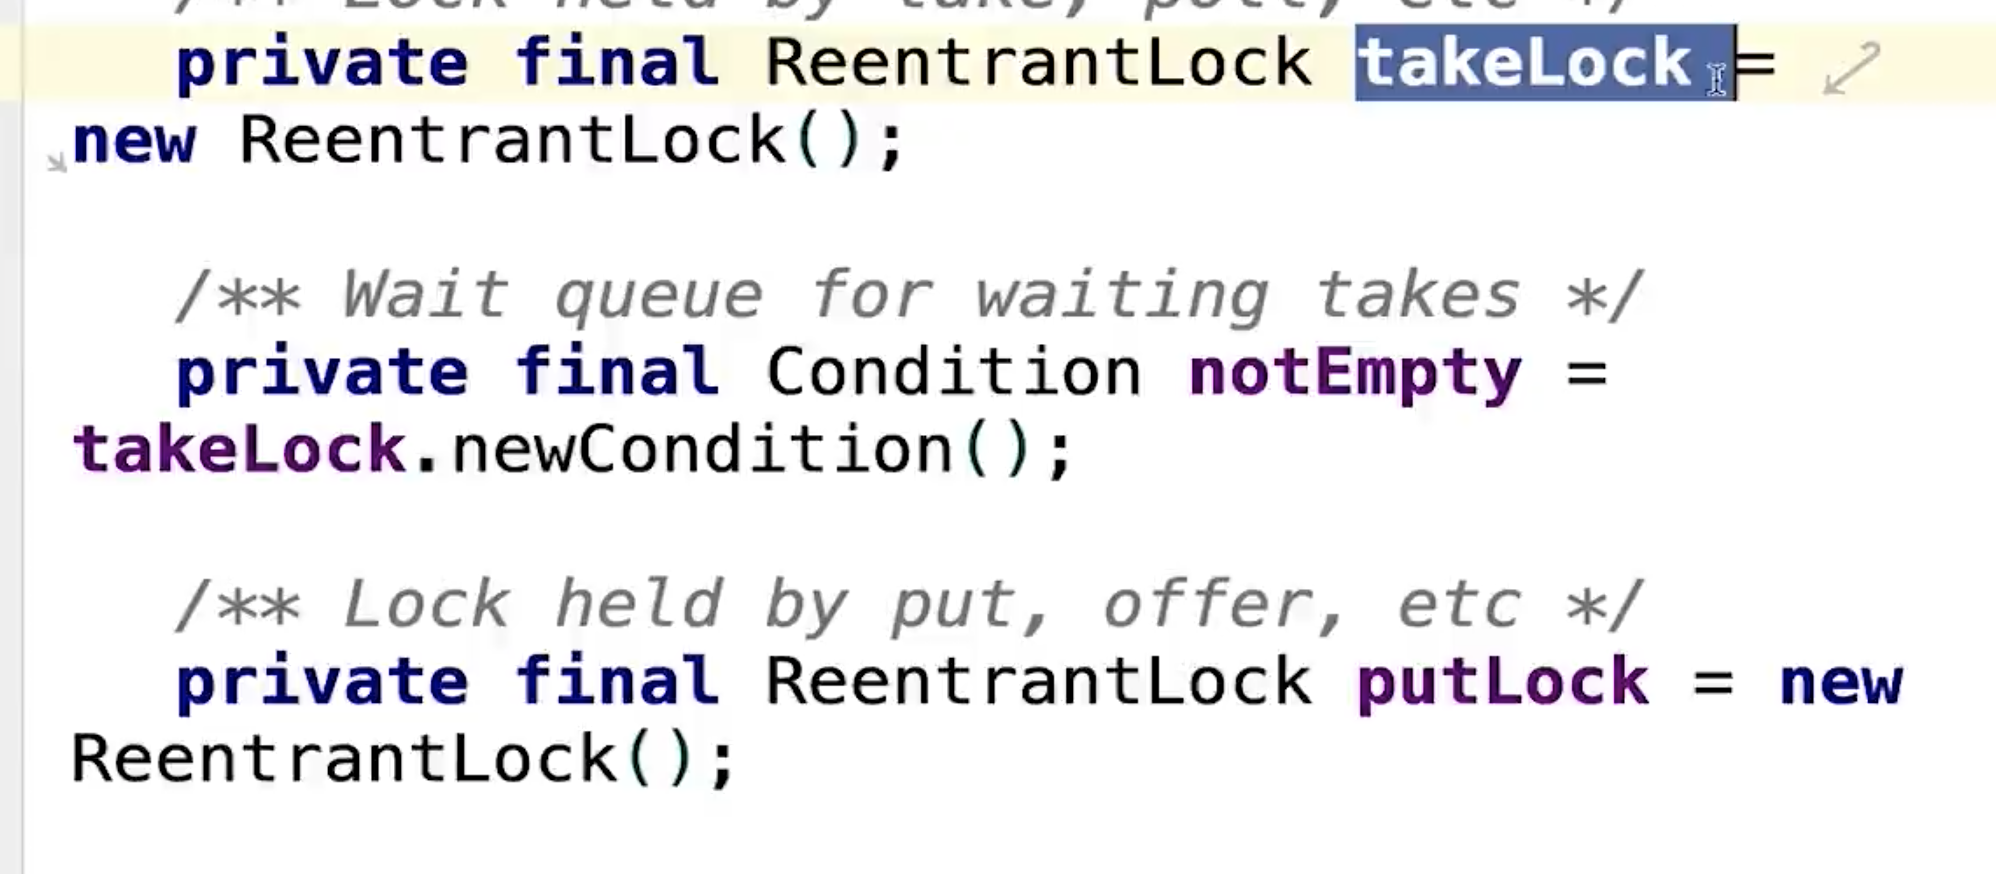 /** Lock held by take, poll, etc */
private final ReentrantLock takeLock =
new ReentrantLock();
/** Wait queue for waiting takes */
private final Condition notEmpty =
takeLock.newCondition();
/** Lock held by put, offer, etc */
private final ReentrantLock putLock = new
ReentrantLock();